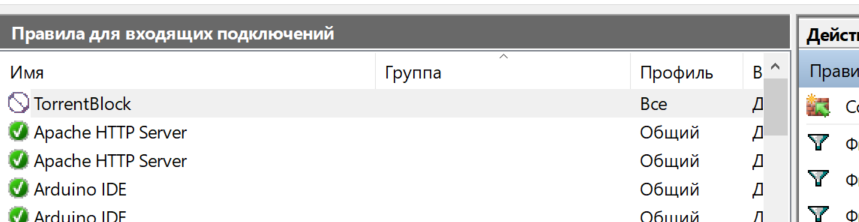 Правила для входящих подключений
Дейст
Имя Группа Профиль В
Прави
TorrentBlock Все Д
Со
Apache HTTP Server Общий Д
Apache HTTP Server Общий Д
Arduino IDE Общий Д
Arduino IDE Общий Д